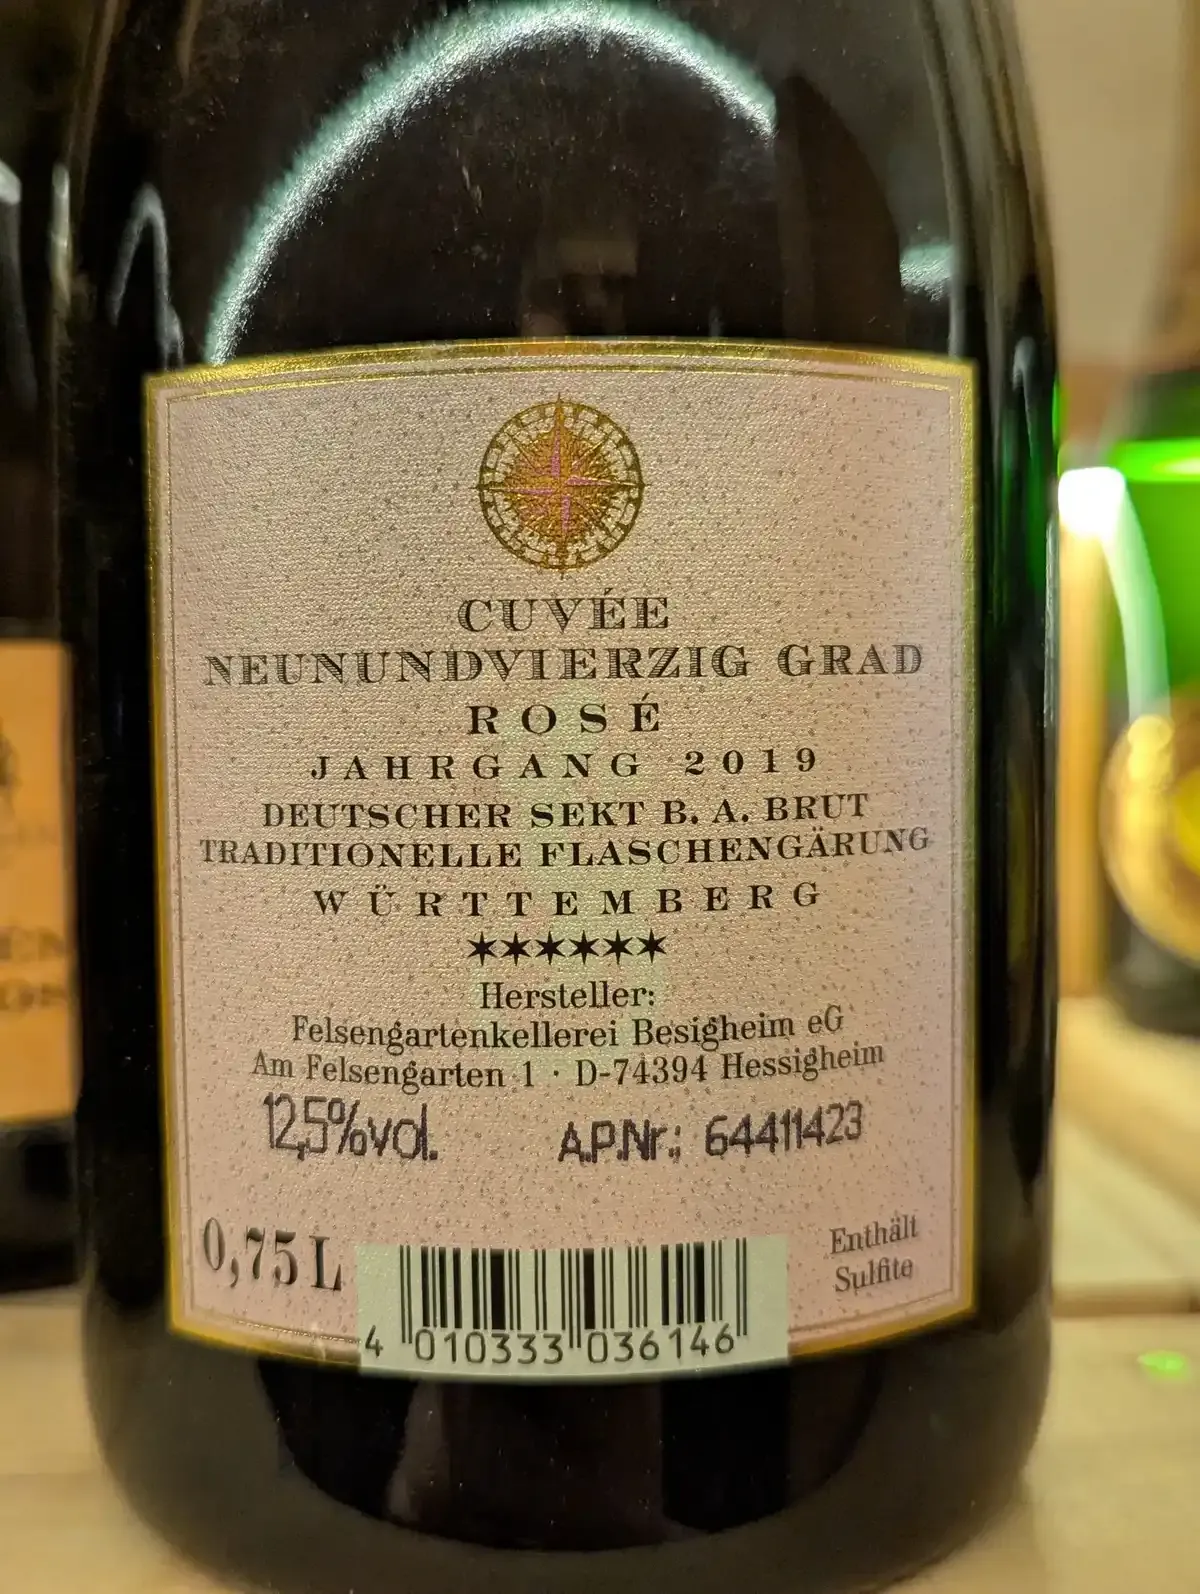 CUVÉE
NEUNUNDVIERZIG GRAD
ROSÉ
JAHRGANG 2019
DEUTSCHER SEKT B. A. BRUT
TRADITIONELLE FLASCHENGÄRUNG
WÜRTTEMBERG
✶✶✶✶✶✶
Hersteller:
Felsengartenkellerei Besigheim eG
Am Felsengarten 1 · D-74394 Hessigheim
12,5%vol. A.P.Nr.: 64411423
0,75 L
Enthält
Sulfite
4 010333 036146